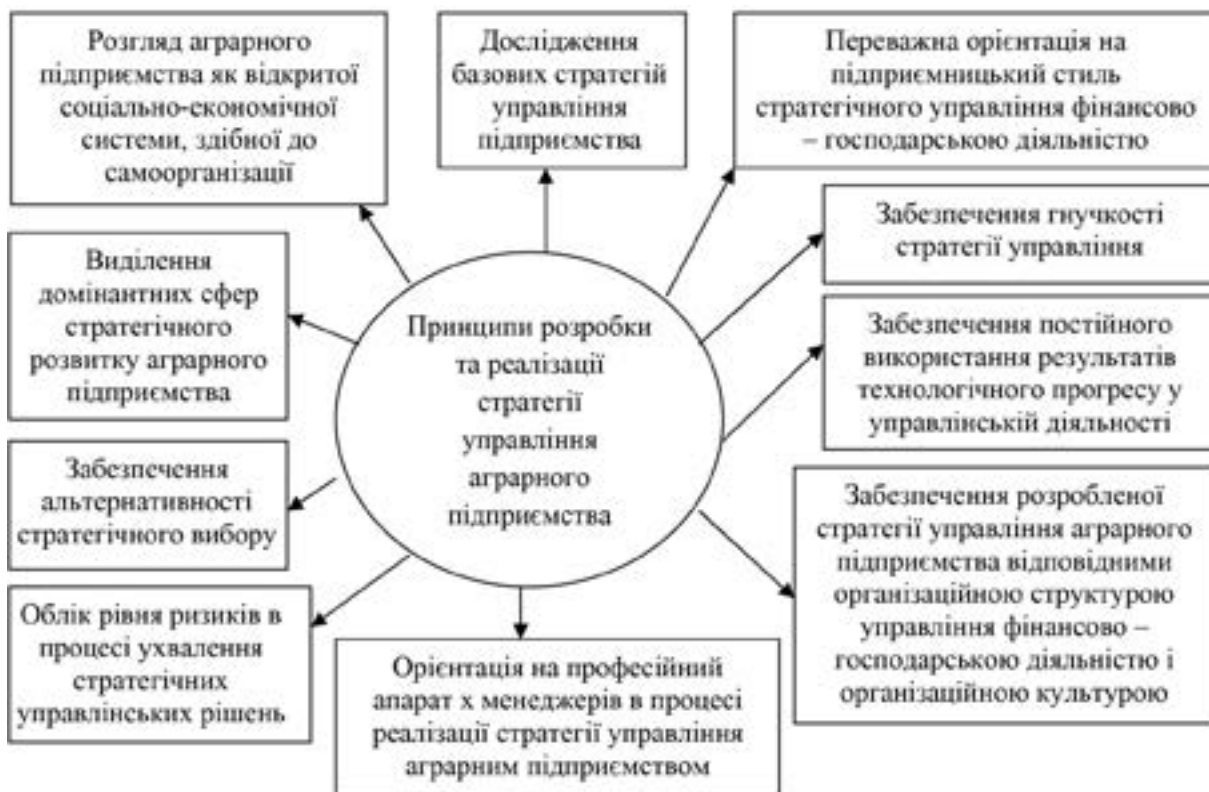 Розгляд аграрного
підприємства як відкритої
соціально-економічної
системи, здібної до
самоорганізації
Дослідження
базових стратегій
управління
підприємства
Переважна орієнтація на
підприємницький стиль
стратегічного управління фінансово
– господарською діяльністю
Забезпечення гнучкості
стратегії управління
Виділення
домінантних сфер
стратегічного
розвитку аграрного
підприємства
Принципи розробки
та реалізації
стратегії
управління
аграрного
підприємства
Забезпечення постійного
використання результатів
технологічного прогресу у
управлінській діяльності
Забезпечення
альтернативності
стратегічного вибору
Забезпечення розробленої
стратегії управління аграрного
підприємства відповідними
організаційною структурою
управління фінансово –
господарською діяльністю і
організаційною культурою
Облік рівня ризиків в
процесі ухвалення
стратегічних
управлінських рішень
Орієнтація на професійний
апарат х менеджерів в процесі
реалізації стратегії управління
аграрним підприємством